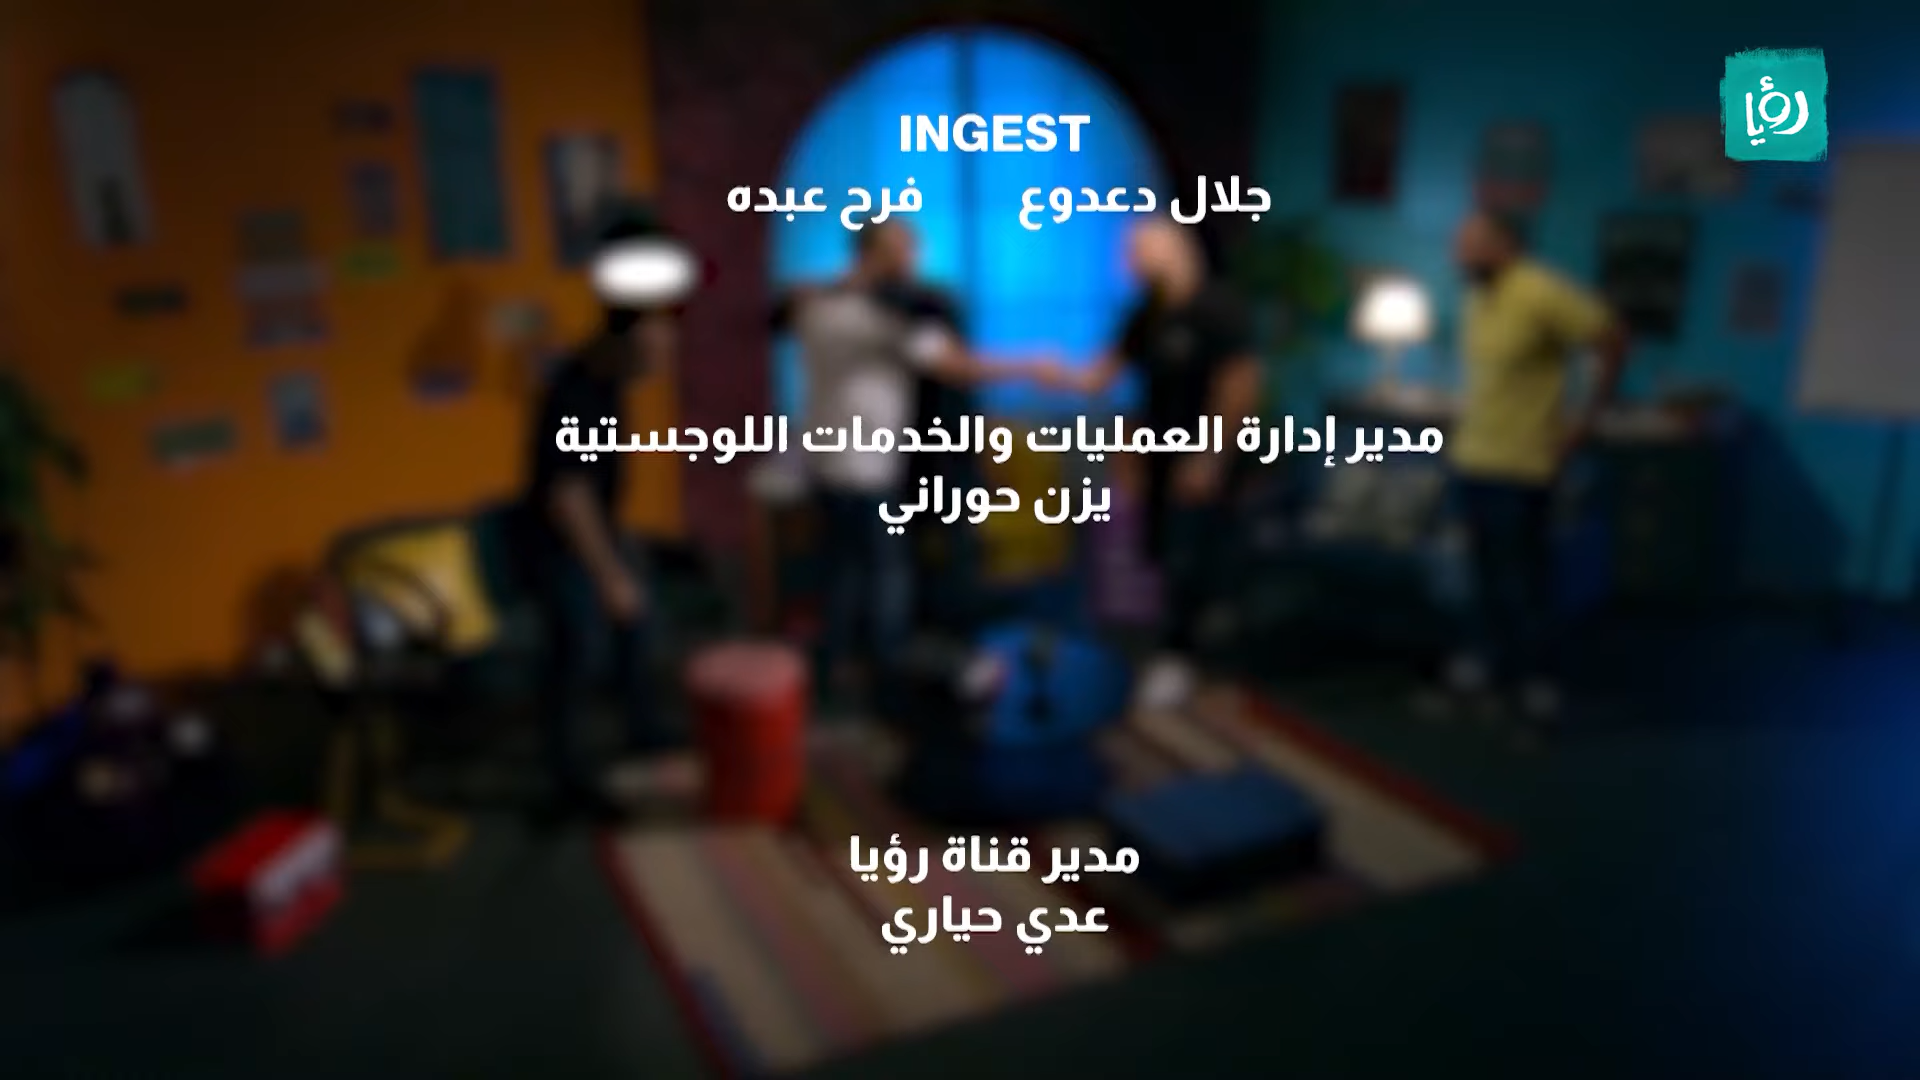 رؤيا
INGEST
جلال دعدوع فرح عبده
مدير إدارة العمليات والخدمات اللوجستية
يزن حوراني
مدير قناة رؤيا
عدي حياري